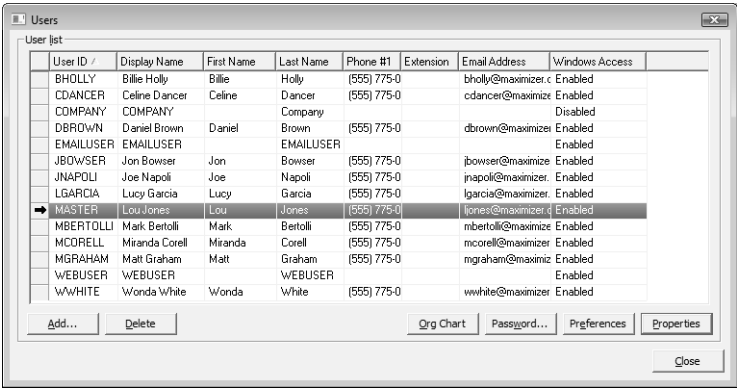 Users
User list
User ID / Display Name First Name Last Name Phone #1 Extension Email Address Windows Access
BHOLLY Billie Holly Billie Holly (555) 775-0 bholly@maximizer.c Enabled
CDANCER Celine Dancer Celine Dancer (555) 775-0 cdancer@maximize Enabled
COMPANY COMPANY Company Disabled
DBROWN Daniel Brown Daniel Brown (555) 775-0 dbrown@maximizer Enabled
EMAILUSER EMAILUSER EMAILUSER Enabled
JBOWSER Jon Bowser Jon Bowser (555) 775-0 jbowser@maximizer Enabled
JNAPOLI Joe Napoli Joe Napoli (555) 775-0 jnapoli@maximizer. Enabled
LGARCIA Lucy Garcia Lucy Garcia (555) 775-0 lgarcia@maximizer. Enabled
MASTER Lou Jones Lou Jones (555) 775-0 ljones@maximizer.c Enabled
MBERTOLLI Mark Bertolli Mark Bertolli (555) 775-0 mbertolli@maximizer Enabled
MCORELL Miranda Corell Miranda Corell (555) 775-0 mcorell@maximizer Enabled
MGRAHAM Matt Graham Matt Graham (555) 775-0 mgraham@maximiz Enabled
WEBUSER WEBUSER WEBUSER Enabled
WWHITE Wonda White Wonda White (555) 775-0 wwhite@maximizer Enabled
Add... Delete Org Chart Password... Preferences Properties
Close